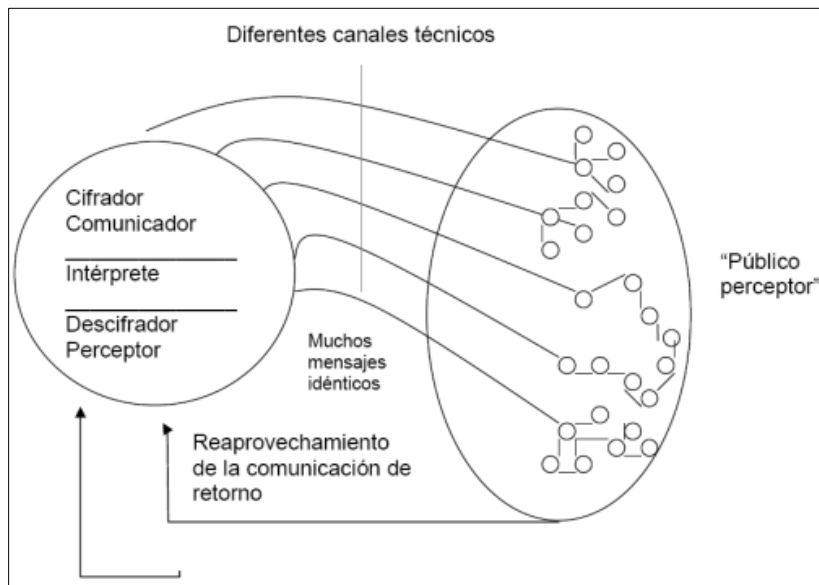 Diferentes canales técnicos
Cifrador
Comunicador
Intérprete
Descifrador
Perceptor
Muchos
mensajes
idénticos
“Público
perceptor”
Reaprovechamiento
de la comunicación de
retorno